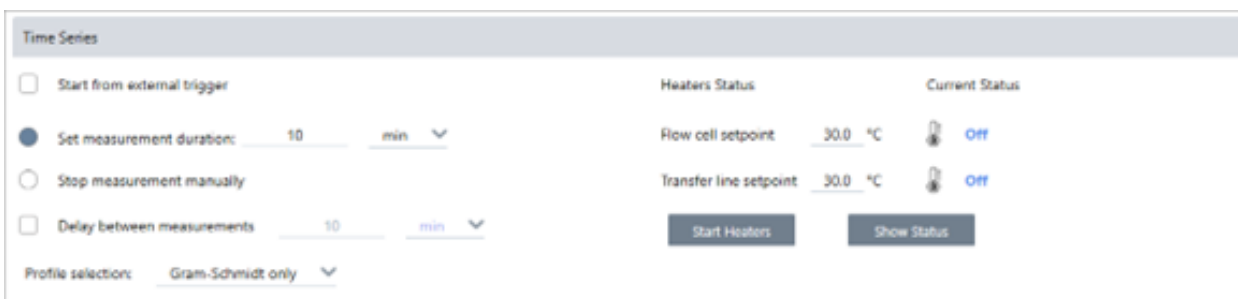 Time Series
Start from external trigger
Heaters Status Current Status
Set measurement duration: 10 min
Flow cell setpoint 30.0 °C Off
Stop measurement manually
Transfer line setpoint 30.0 °C Off
Delay between measurements 10 min
Start Heaters Show Status
Profile selection: Gram-Schmidt only